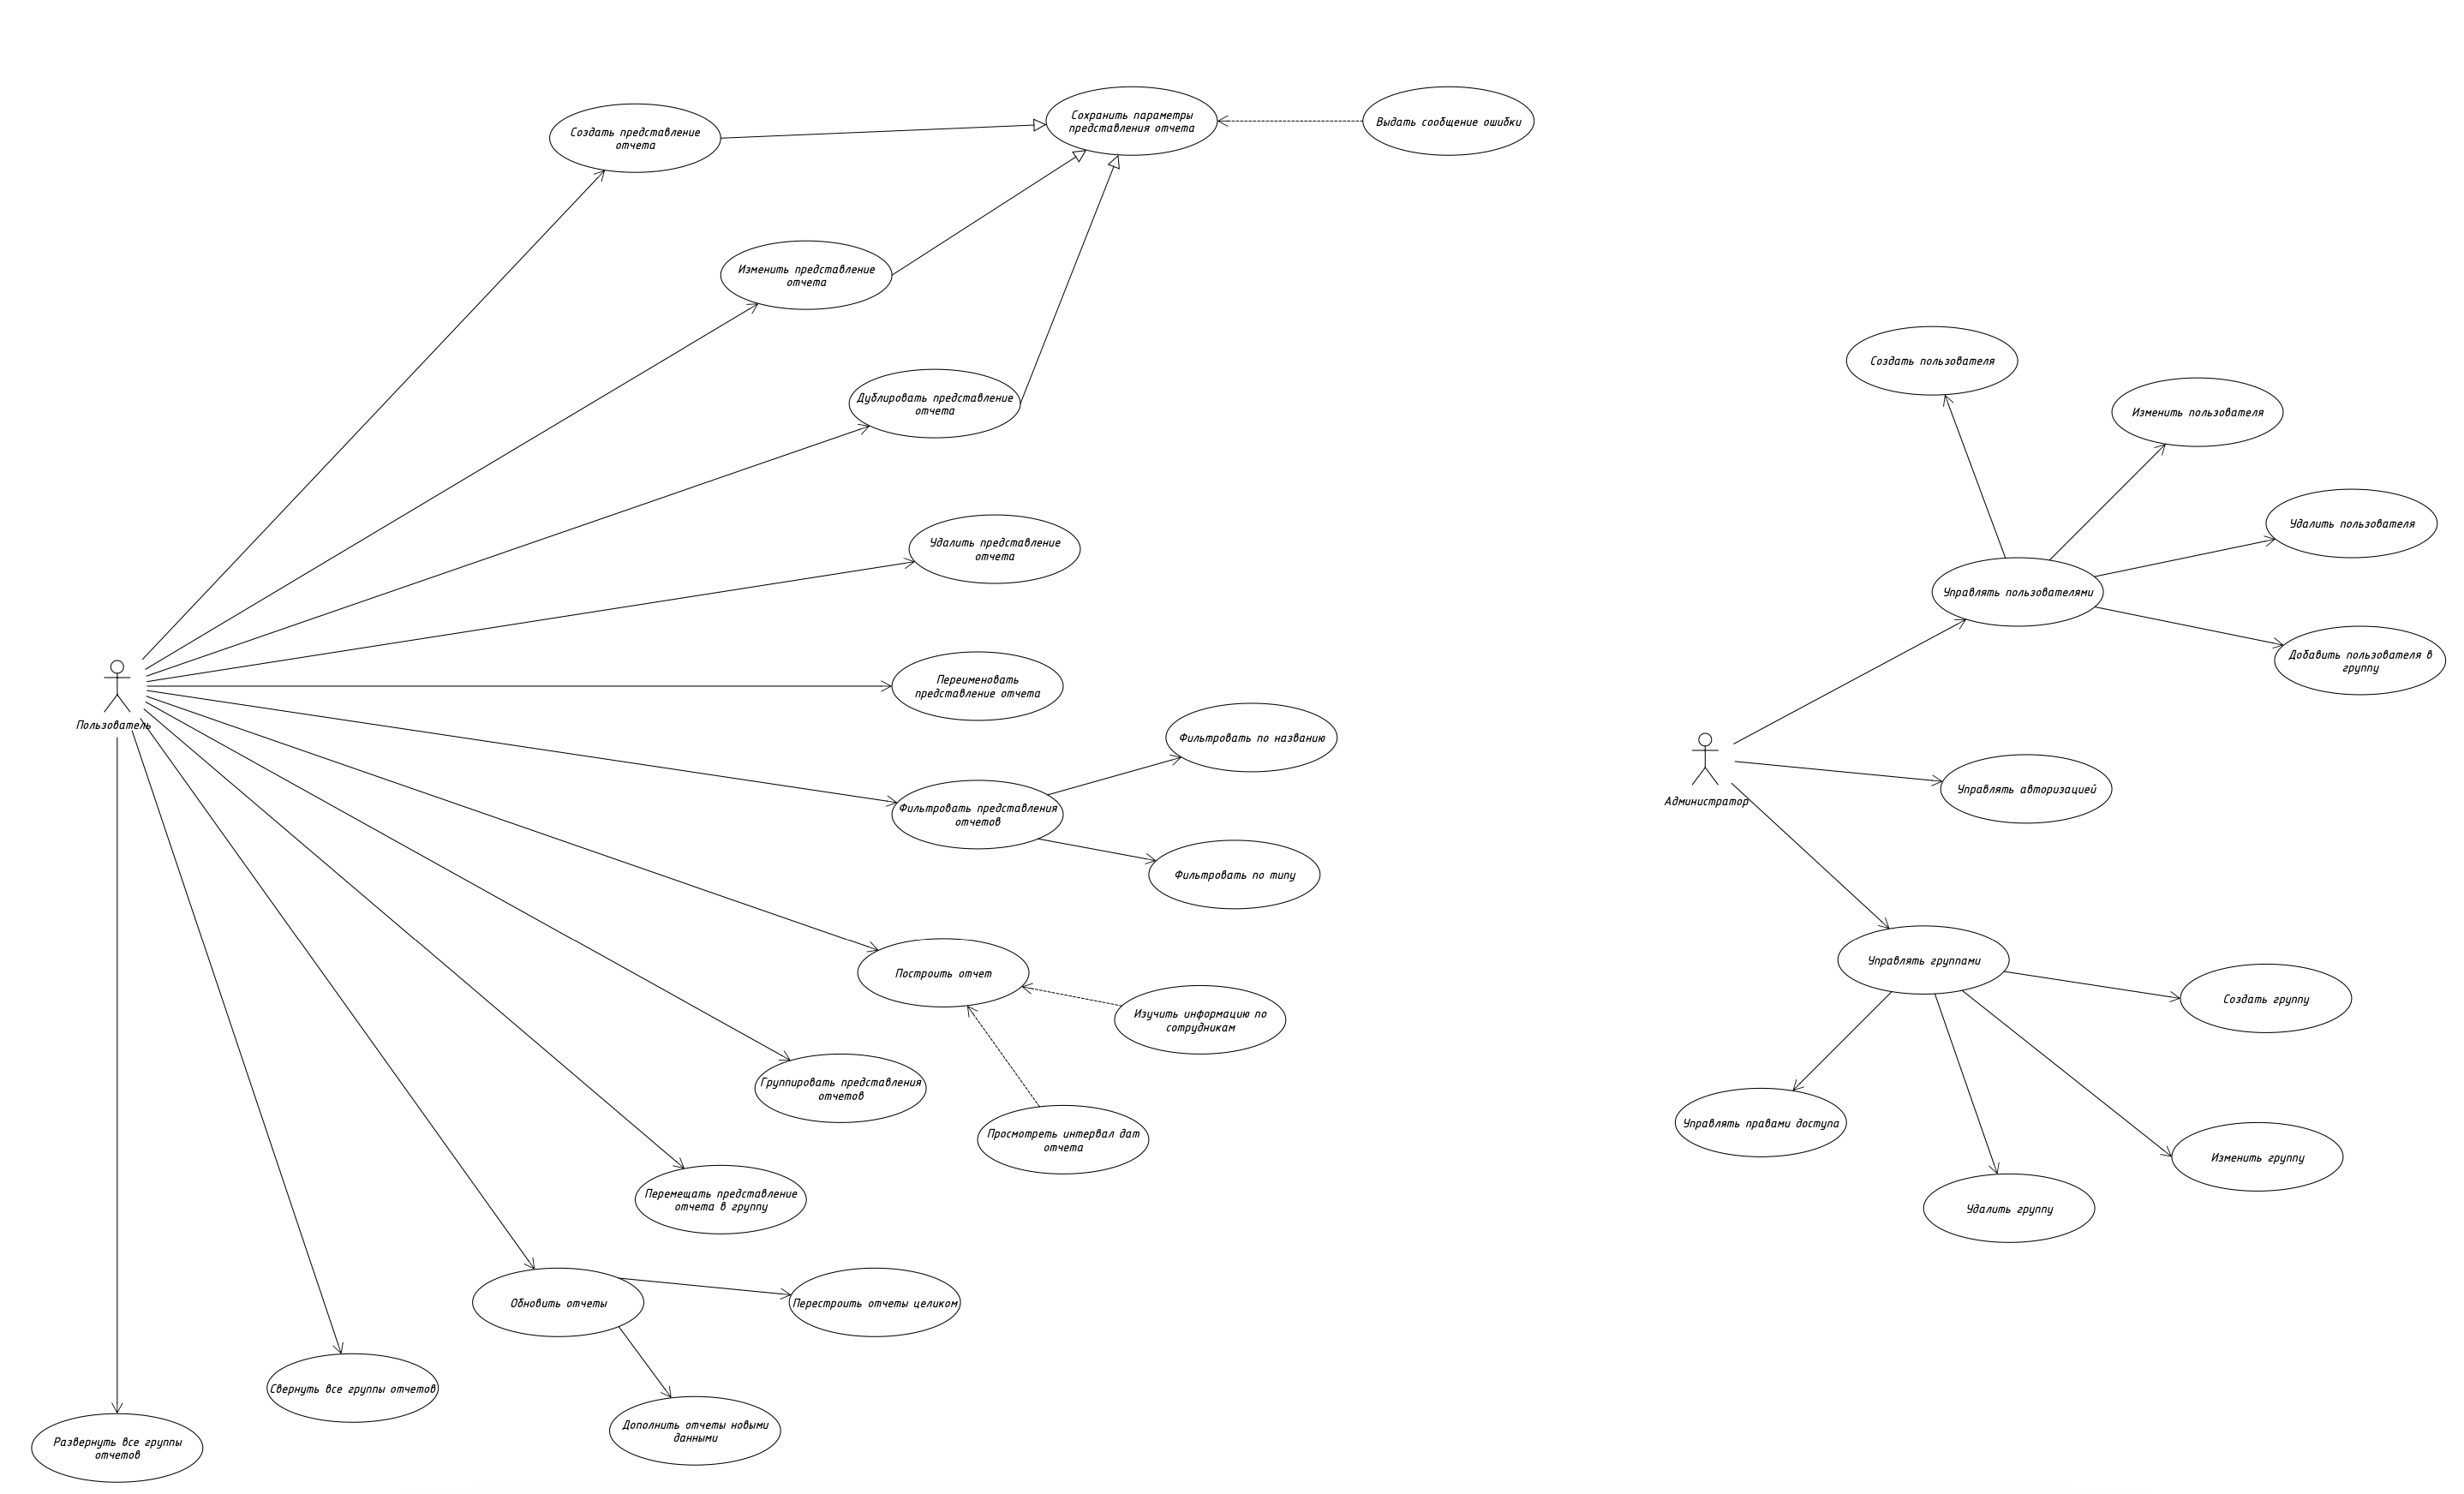 Создать представление
отчета
Сохранить параметры
представления отчета
Выдать сообщение ошибки
Изменить представление
отчета
Дублировать представление
отчета
Удалить представление
отчета
Переименовать
представление отчета
Пользователь
Фильтровать по названию
Фильтровать представления
отчетов
Фильтровать по типу
Построить отчет
Изучить информацию по
сотрудникам
Группировать представления
отчетов
Просмотреть интервал дат
отчета
Перемещать представление
отчета в группу
Обновить отчеты
Перестроить отчеты целиком
Свернуть все группы отчетов
Дополнить отчеты новыми
данными
Развернуть все группы
отчетов
Создать пользователя
Изменить пользователя
Удалить пользователя
Управлять пользователями
Добавить пользователя в
группу
Администратор
Управлять авторизацией
Управлять группами
Создать группу
Управлять правами доступа
Изменить группу
Удалить группу